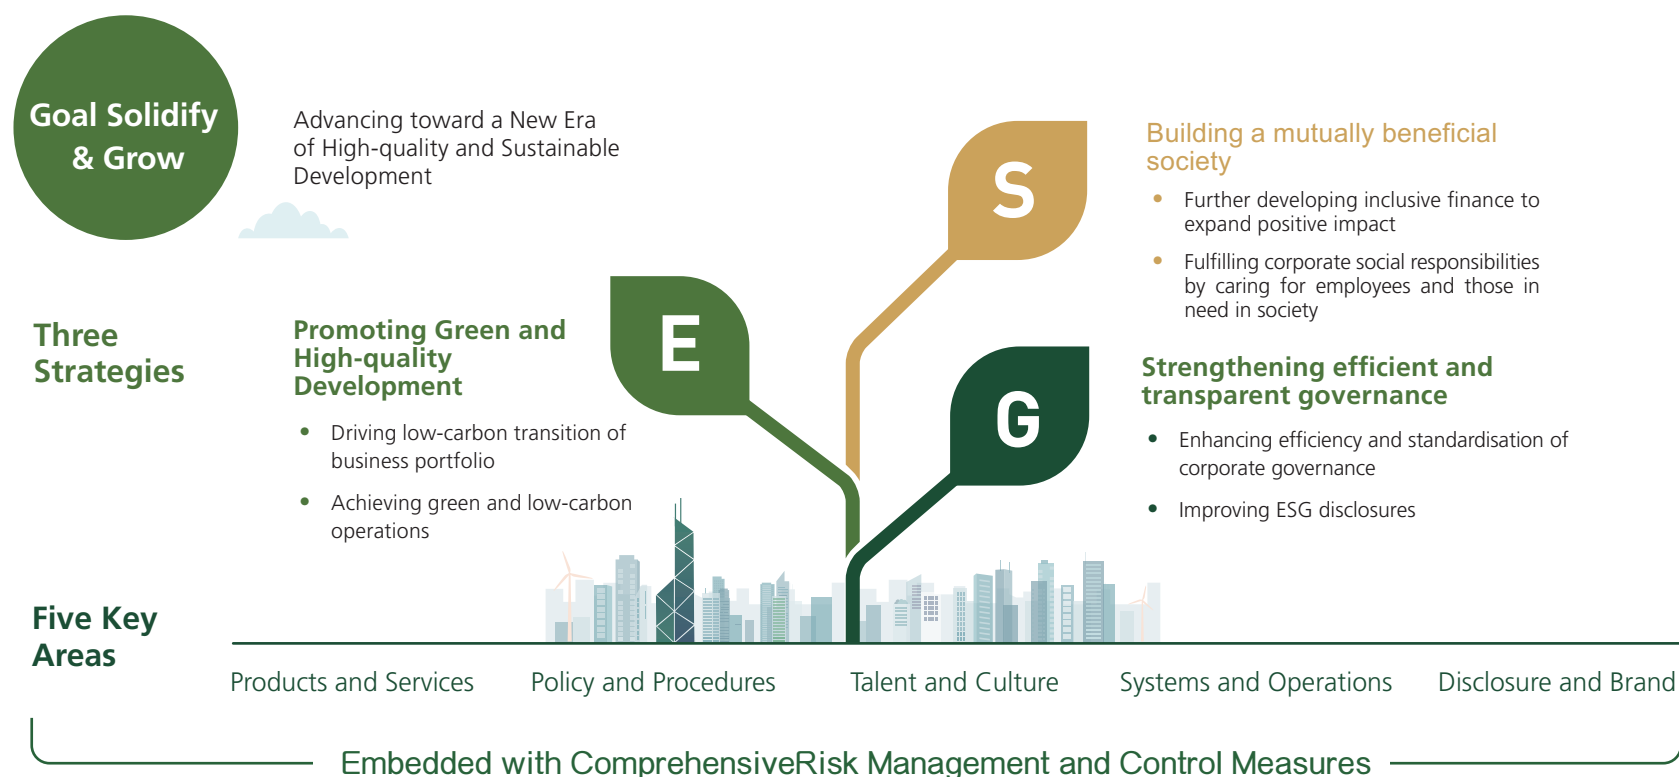 Goal Solidify
& Grow
Advancing toward a New Era
of High-quality and Sustainable
Development
S
Building a mutually beneficial
society
• Further developing inclusive finance to
expand positive impact
• Fulfilling corporate social responsibilities
by caring for employees and those in
need in society
Three
Strategies
Promoting Green and
High-quality
Development
• Driving low-carbon transition of
business portfolio
• Achieving green and low-carbon
operations
E
G
Strengthening efficient and
transparent governance
• Enhancing efficiency and standardisation of
corporate governance
• Improving ESG disclosures
Five Key
Areas
Products and Services
Policy and Procedures
Talent and Culture
Systems and Operations
Disclosure and Brand
Embedded with ComprehensiveRisk Management and Control Measures